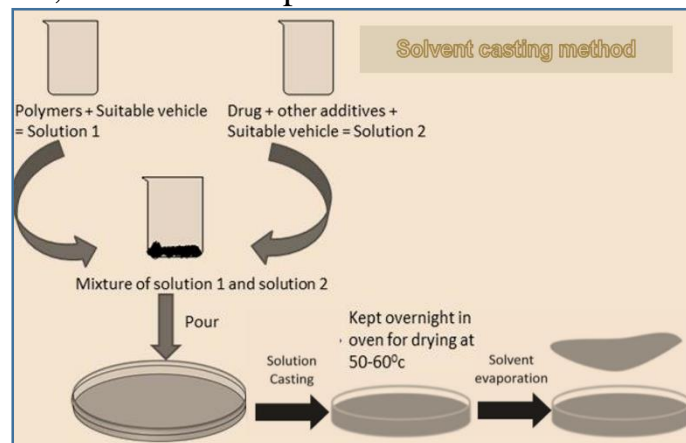 Solvent casting method
Polymers + Suitable vehicle
= Solution 1
Drug + other additives +
Suitable vehicle = Solution 2
Mixture of solution 1 and solution 2
Pour
Solution
Casting
Kept overnight in
oven for drying at
50-60⁰c
Solvent
evaporation